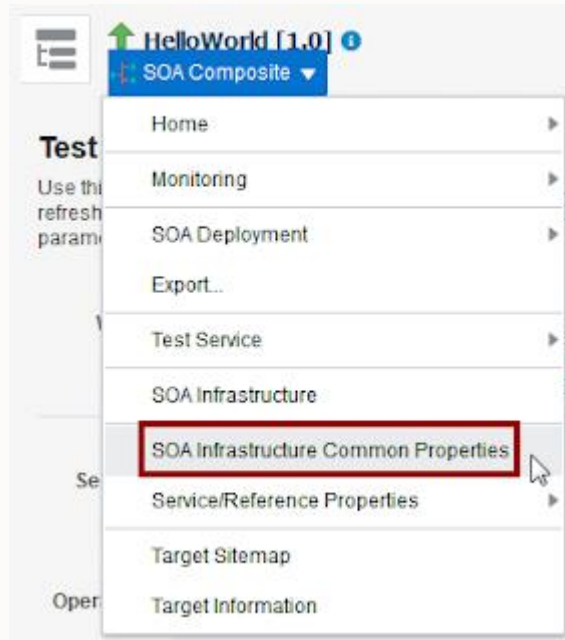 HelloWorld [1.0]
SOA Composite
Home
Test
Monitoring
Use thi
refresh
SOA Deployment
param
Export...
Test Service
SOA Infrastructure
SOA Infrastructure Common Properties
Se
Service/Reference Properties
Target Sitemap
Oper
Target Information